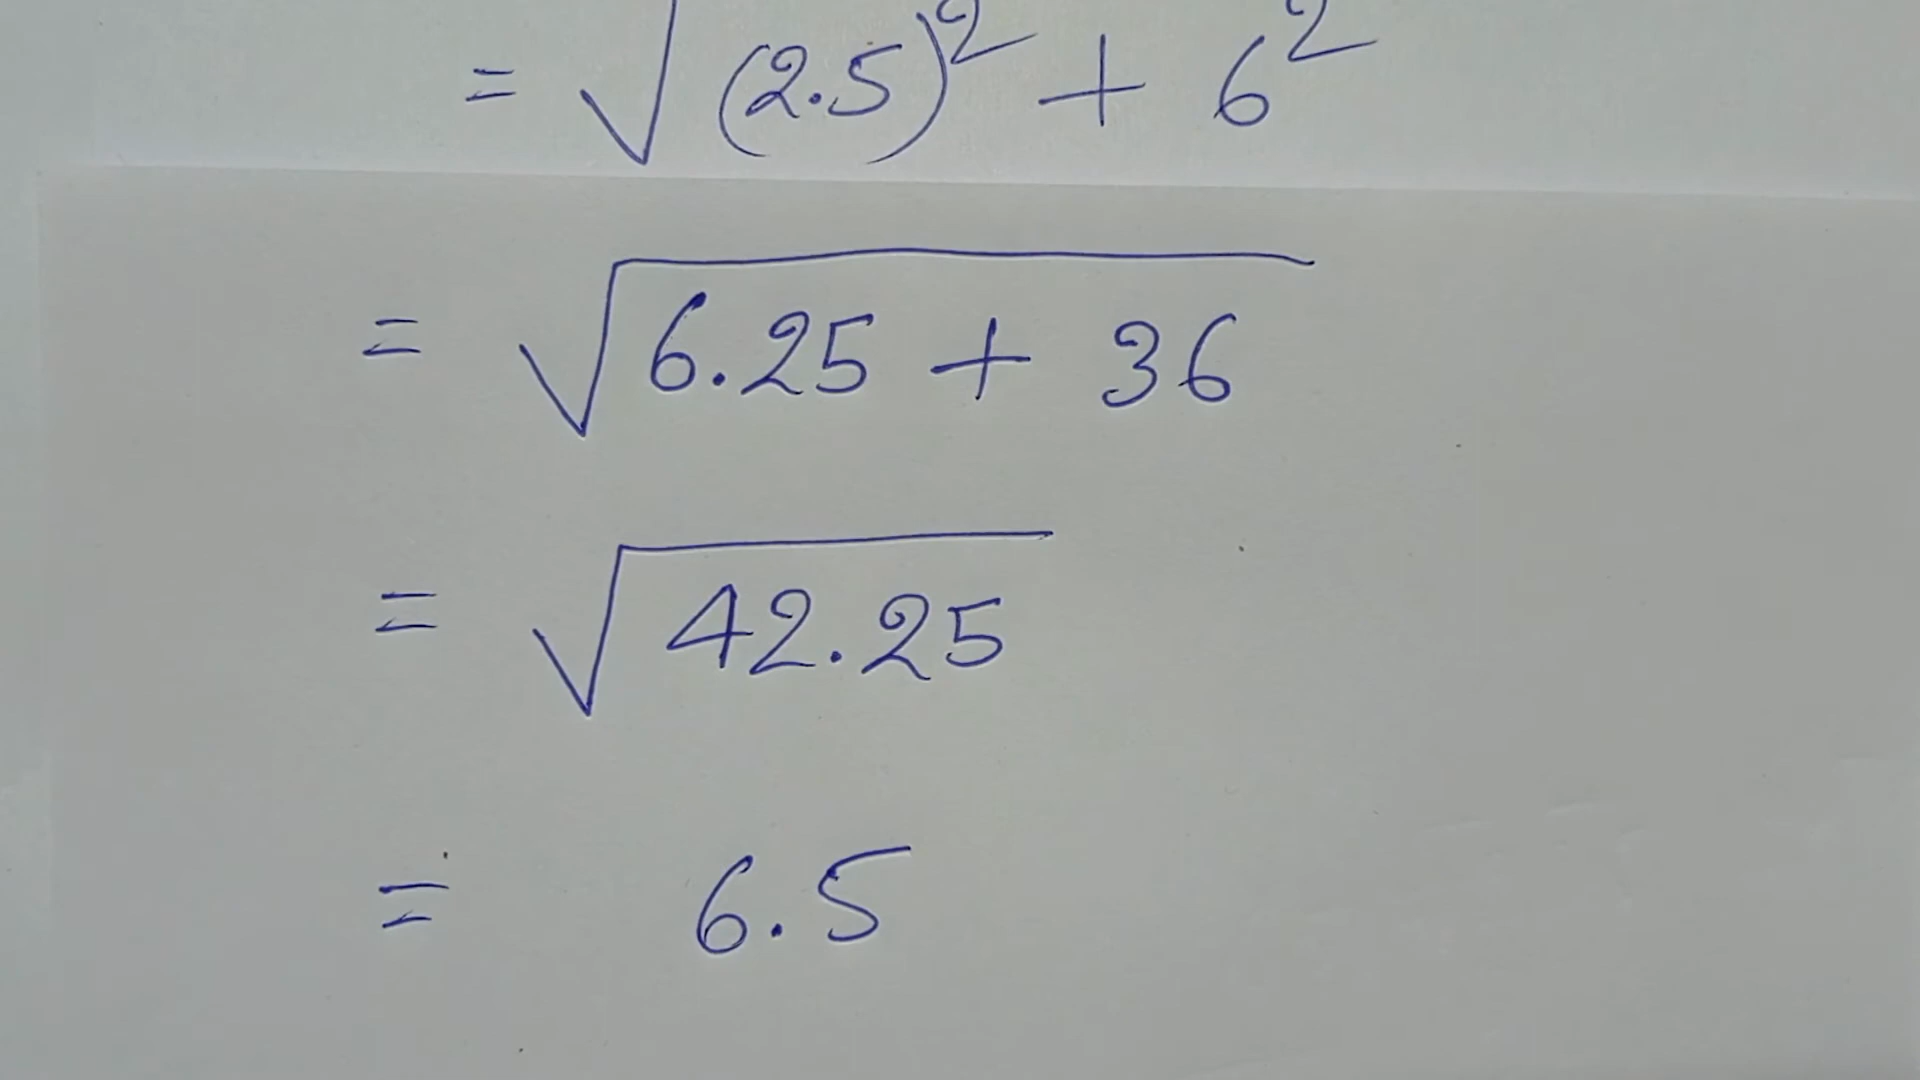 = √(2.5)² + 6²
= √6.25 + 36
= √42.25
= 6.5